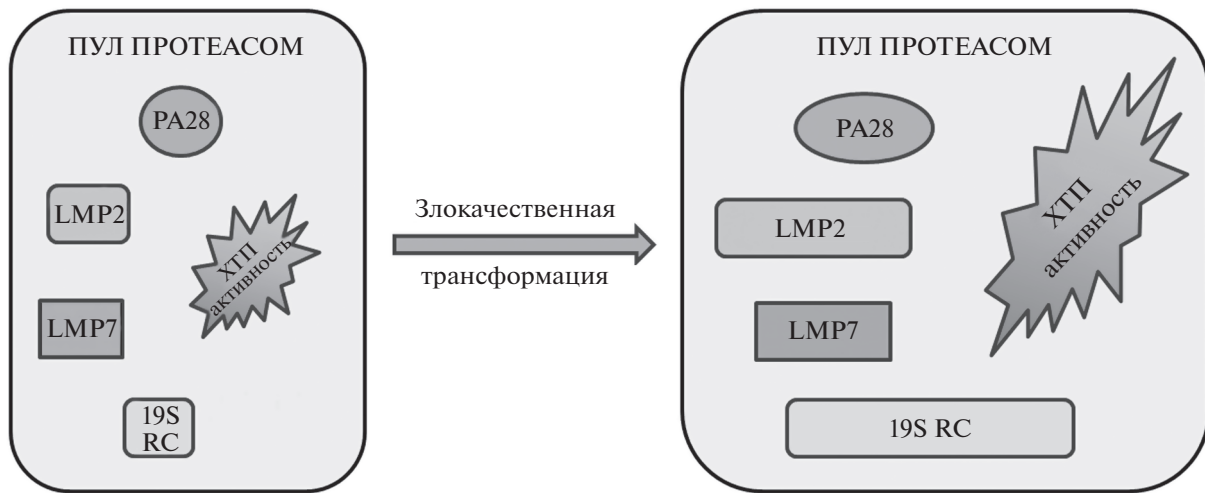 ПУЛ ПРОТЕАСОМ
PA28
LMP2
ХТП
активность
LMP7
19S
RC
Злокачественная
трансформация
ПУЛ ПРОТЕАСОМ
PA28
LMP2
ХТП
активность
LMP7
19S RC